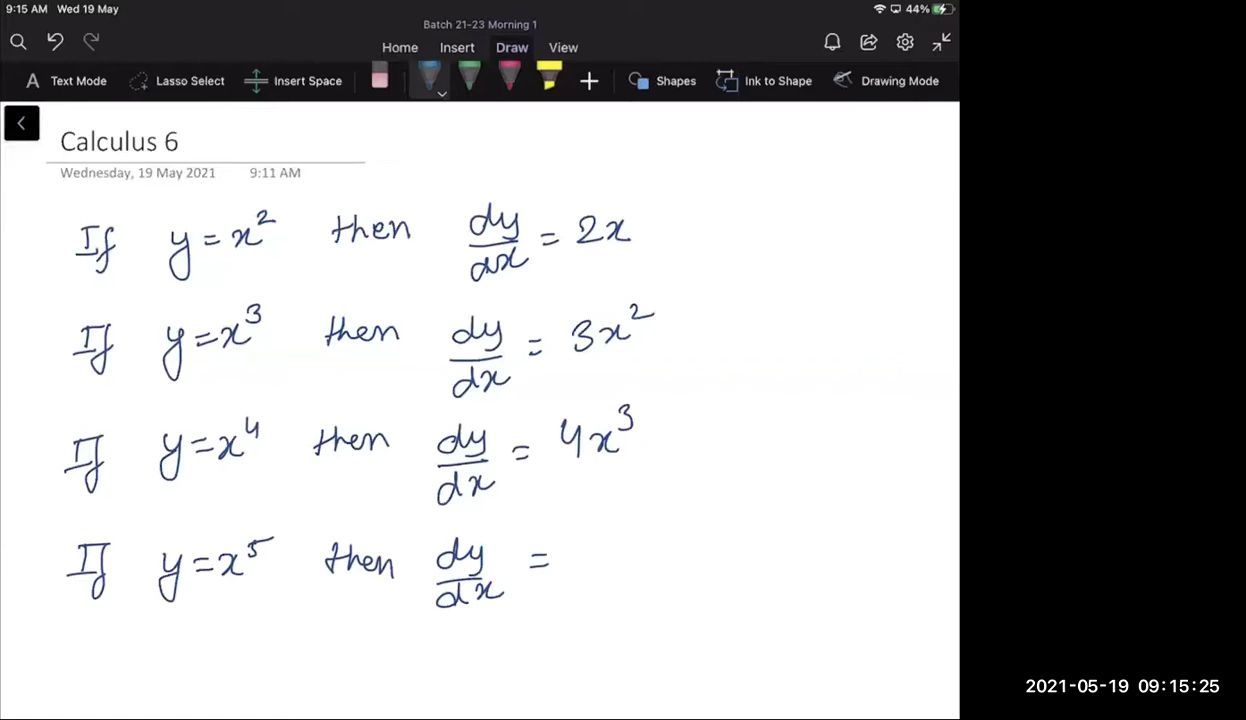 9:15 AM Wed 19 May 44%
Batch 21-23 Morning 1
Home Insert Draw View
Text Mode Lasso Select Insert Space Shapes Ink to Shape Drawing Mode
Calculus 6
Wednesday, 19 May 2021 9:11 AM
If y = x² then dy/dx = 2x
If y = x³ then dy/dx = 3x²
If y = x⁴ then dy/dx = 4x³
If y = x⁵ then dy/dx =
2021-05-19 09:15:25